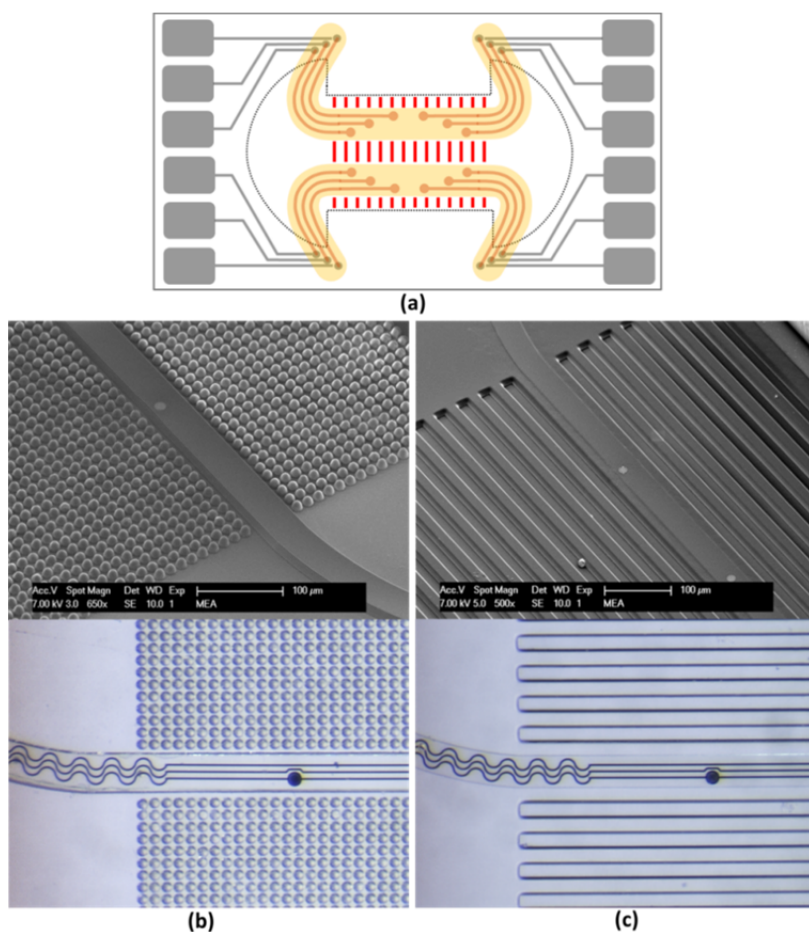 (a)
Acc.V Spot Magn Det WD Exp 100 µm
7.00 kV 3.0 650x SE 10.0 1 MEA
Acc.V Spot Magn Det WD Exp 100 µm
7.00 kV 5.0 500x SE 10.0 1 MEA
(b) (c)